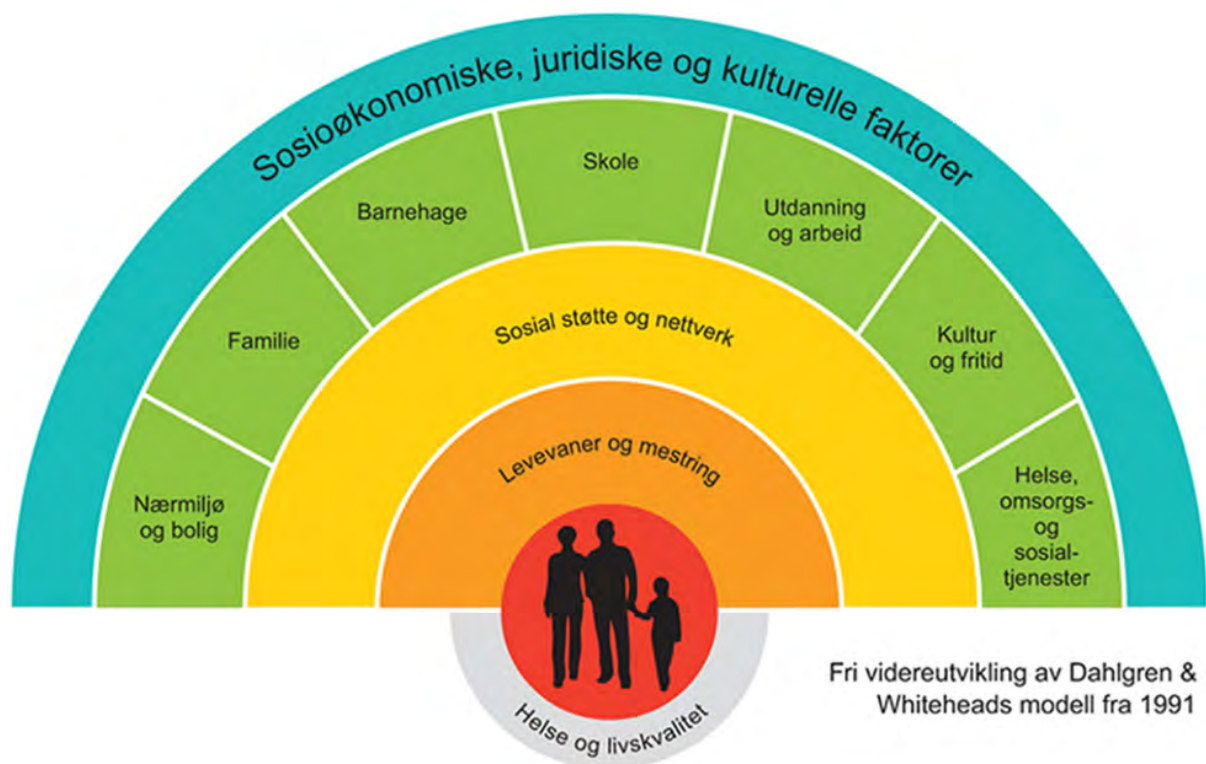 Sosioøkonomiske, juridiske og kulturelle faktorer
Nærmiljø
og bolig
Familie
Barnehage
Skole
Utdanning
og arbeid
Kultur
og fritid
Helse,
omsorgs-
og
sosial-
tjenester
Sosial støtte og nettverk
Levevaner og mestring
Helse og livskvalitet
Fri videreutvikling av Dahlgren &
Whiteheads modell fra 1991